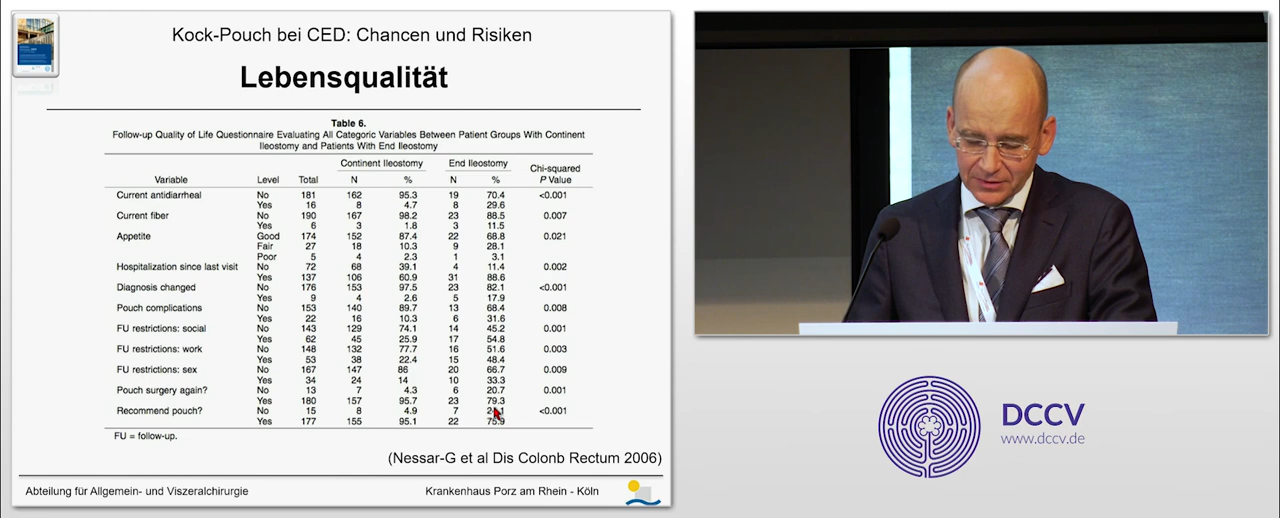 Kock-Pouch bei CED: Chancen und Risiken
Lebensqualität
Table 6.
Follow-up Quality of Life Questionnaire Evaluating All Categoric Variables Between Patient Groups With Continent
Ileostomy and Patients With End Ileostomy
Continent Ileostomy End Ileostomy Chi-squared
Variable Level Total N % N % P Value
Current antidiarrheal No 181 162 95.3 19 70.4 <0.001
Yes 16 8 4.7 8 29.6
Current fiber No 190 167 98.2 23 88.5 0.007
Yes 6 3 1.8 3 11.5
Appetite Good 174 152 87.4 22 68.8 0.021
Fair 27 18 10.3 9 28.1
Poor 5 4 2.3 1 3.1
Hospitalization since last visit No 72 68 39.1 4 11.4 0.002
Yes 137 106 60.9 31 88.6
Diagnosis changed No 176 153 97.5 23 82.1 <0.001
Yes 9 4 2.6 5 17.9
Pouch complications No 153 140 89.7 13 68.4 0.008
Yes 22 16 10.3 6 31.6
FU restrictions: social No 143 129 74.1 14 45.2 0.001
Yes 62 45 25.9 17 54.8
FU restrictions: work No 148 132 77.7 16 51.6 0.003
Yes 53 38 22.4 15 48.4
FU restrictions: sex No 167 147 86 20 66.7 0.009
Yes 34 24 14 10 33.3
Pouch surgery again? No 13 7 4.3 6 20.7 0.001
Yes 180 157 95.7 23 79.3
Recommend pouch? No 15 8 4.9 7 <0.001
Yes 177 155 95.1 22 75.9
FU = follow-up.
(Nessar-G et al Dis Colonb Rectum 2006)
Abteilung für Allgemein- und Viszeralchirurgie Krankenhaus Porz am Rhein - Köln
DCCV
www.dccv.de